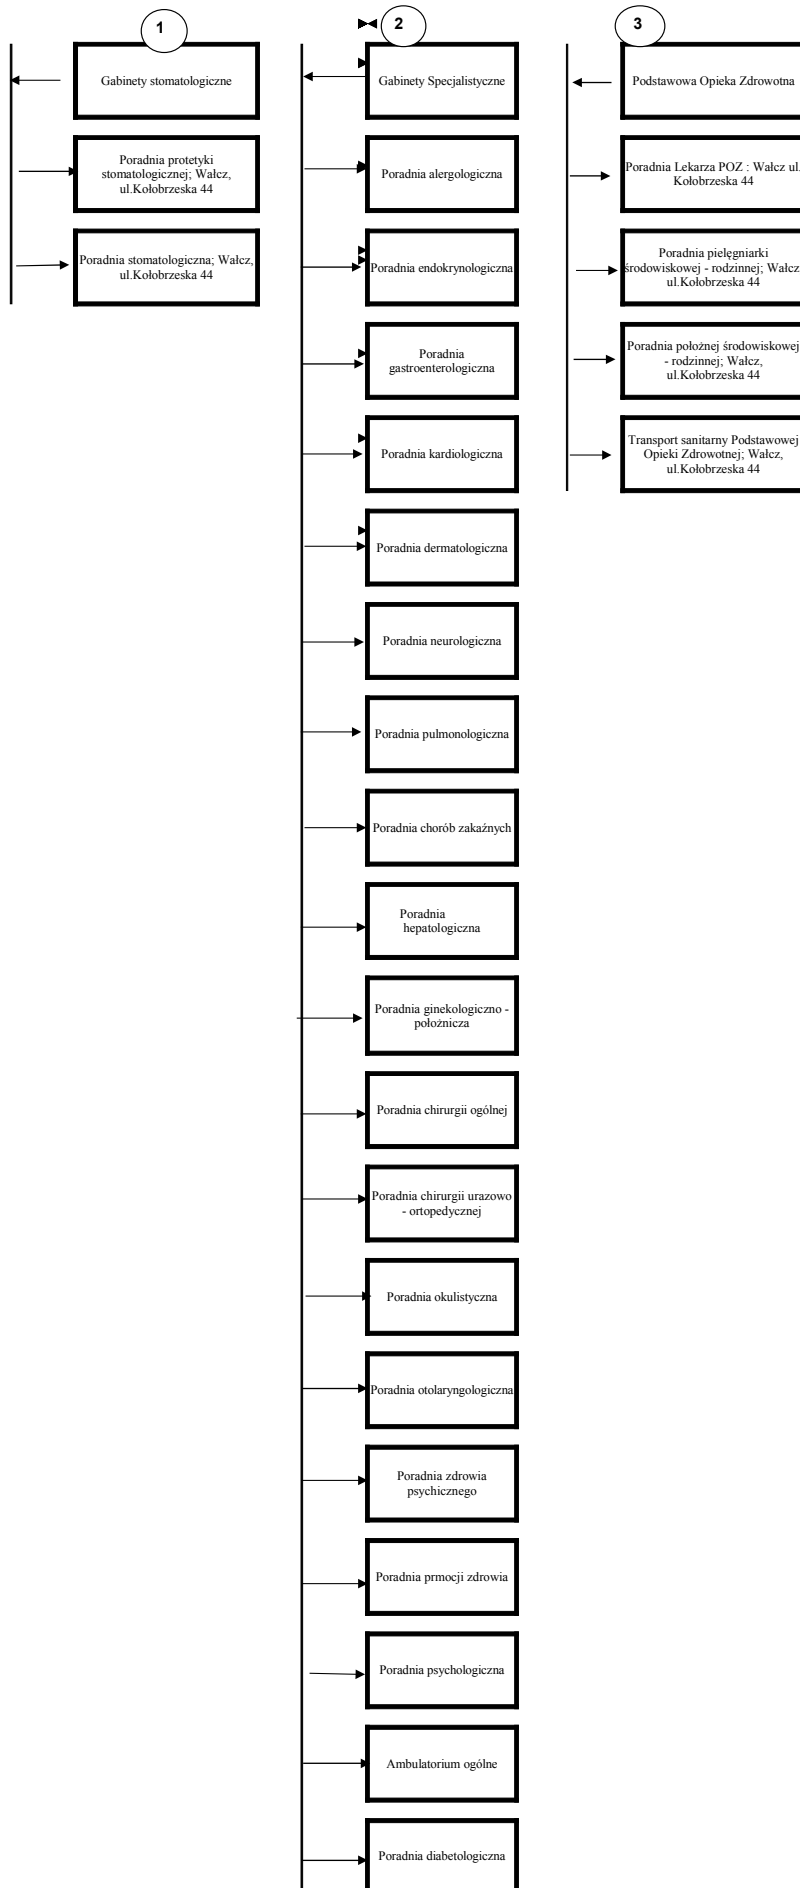 1
Gabinety stomatologiczne
Poradnia protetyki
stomatologicznej; Wałcz,
ul.Kołobrzeska 44
Poradnia stomatologiczna; Wałcz,
ul.Kołobrzeska 44
2
Gabinety Specjalistyczne
Poradnia alergologiczna
Poradnia endokrynologiczna
Poradnia
gastroenterologiczna
Poradnia kardiologiczna
Poradnia dermatologiczna
Poradnia neurologiczna
Poradnia pulmonologiczna
Poradnia chorób zakaźnych
Poradnia
hepatologiczna
Poradnia ginekologiczno -
położnicza
Poradnia chirurgii ogólnej
Poradnia chirurgii urazowo
- ortopedycznej
Poradnia okulistyczna
Poradnia otolaryngologiczna
Poradnia zdrowia
psychicznego
Poradnia prmocji zdrowia
Poradnia psychologiczna
Ambulatorium ogólne
Poradnia diabetologiczna
3
Podstawowa Opieka Zdrowotna
Poradnia Lekarza POZ : Wałcz ul.
Kołobrzeska 44
Poradnia pielęgniarki
środowiskowej - rodzinnej; Wałcz
ul.Kołobrzeska 44
Poradnia położnej środowiskowej
- rodzinnej; Wałcz,
ul.Kołobrzeska 44
Transport sanitarny Podstawowej
Opieki Zdrowotnej; Wałcz,
ul.Kołobrzeska 44